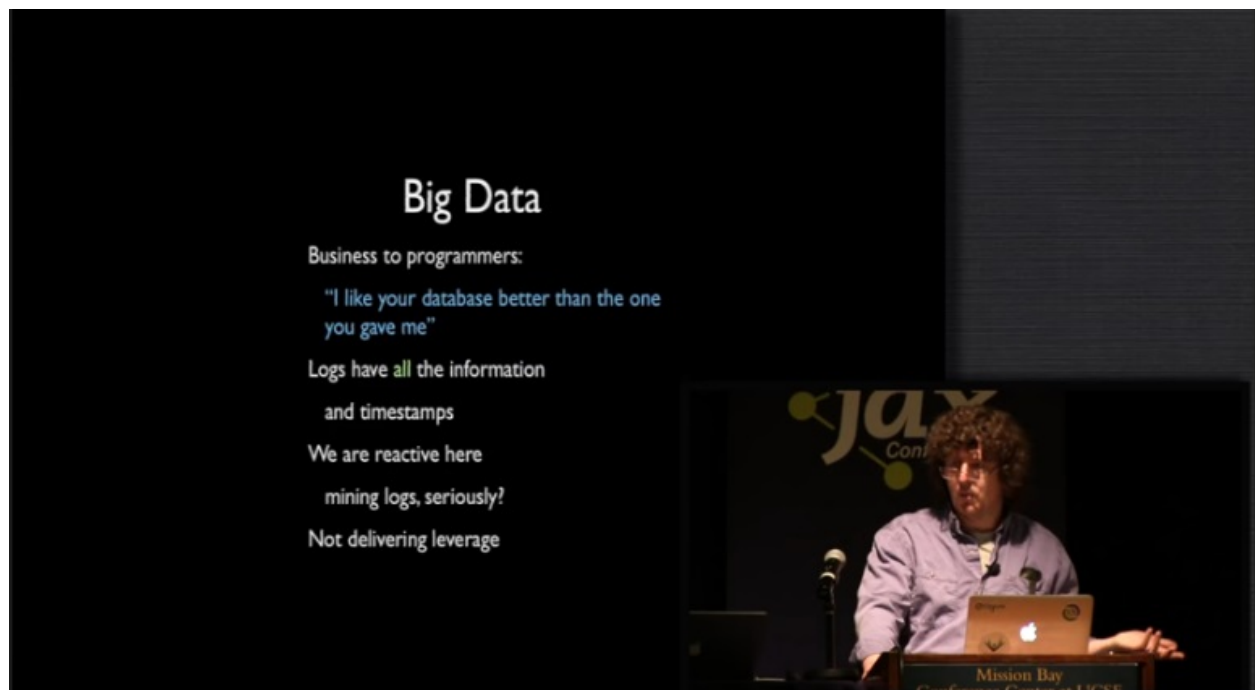 Big Data
Business to programmers:
“I like your database better than the one
you gave me”
Logs have all the information
and timestamps
We are reactive here
mining logs, seriously?
Not delivering leverage
jax
Mission Bay